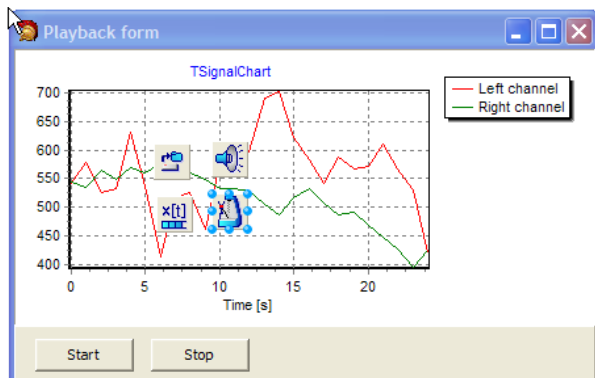 Playback form
TSignalChart
700
650
600
550
500
450
400
0 5 10 15 20
Time [s]
Left channel
Right channel
x[t]
Start Stop